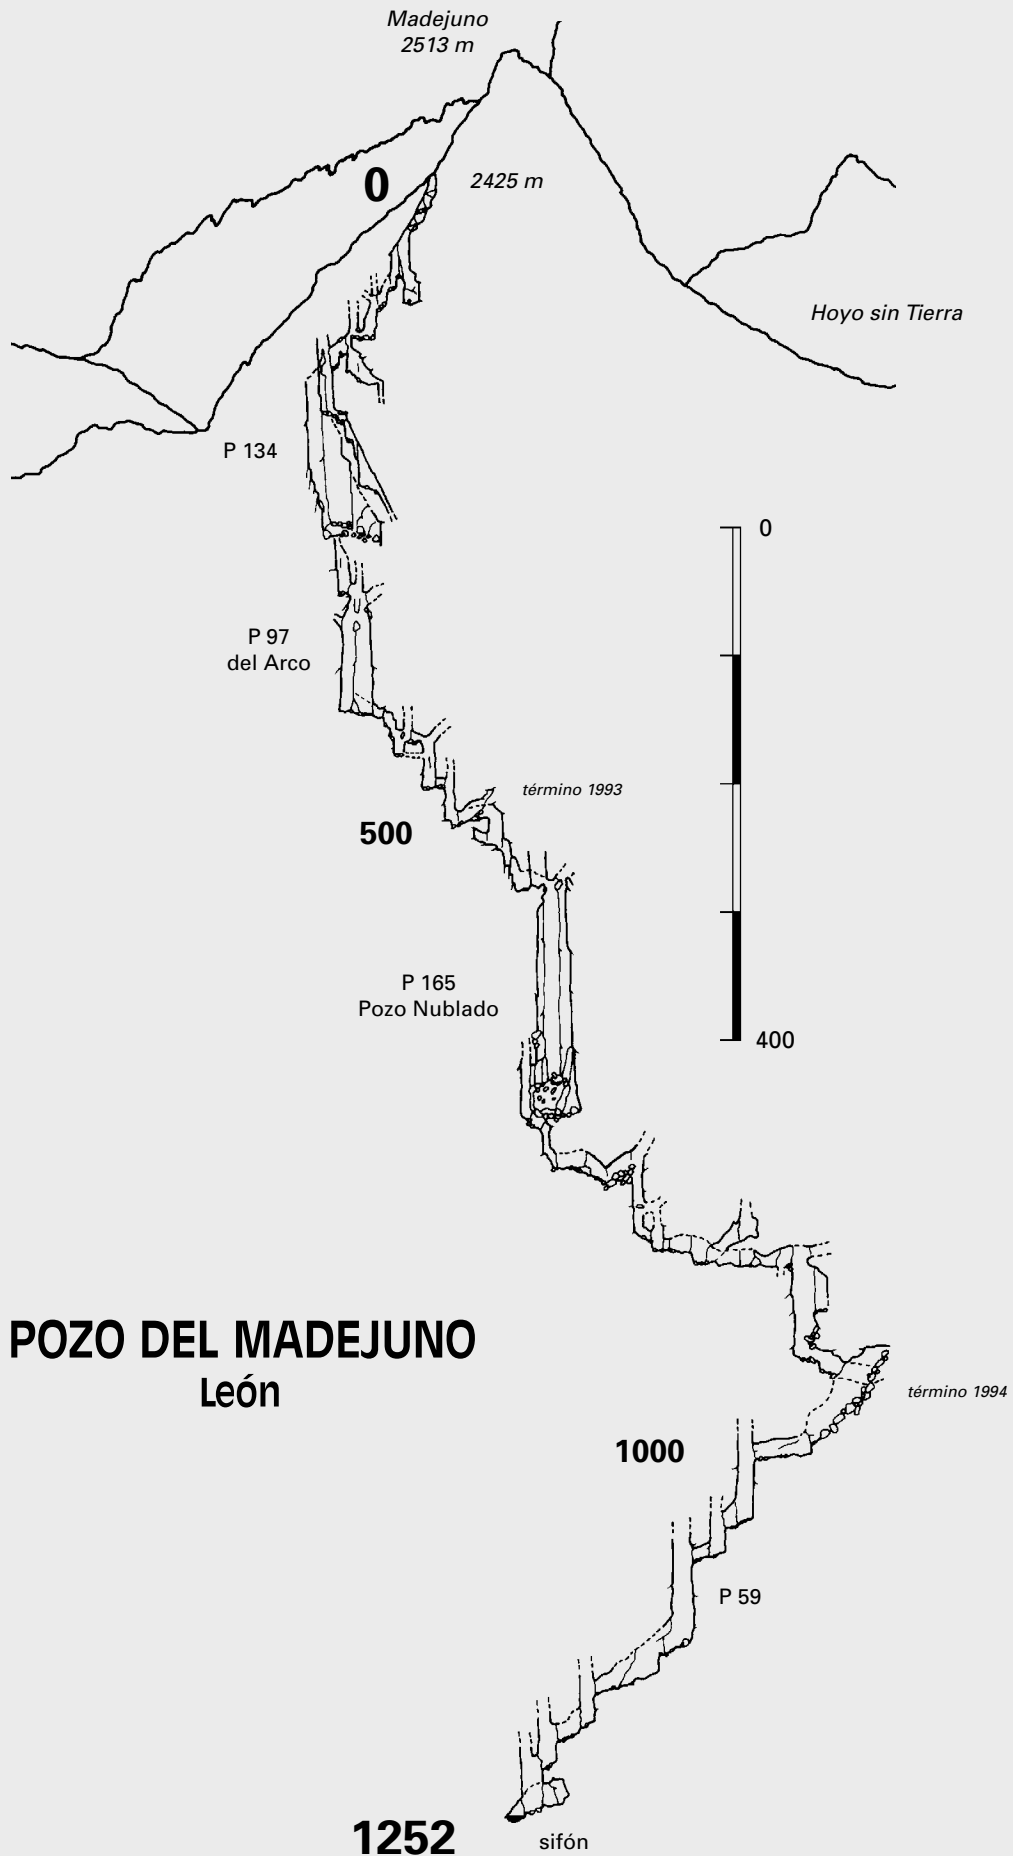 Madejuno
2513 m
0
2425 m
Hoyo sin Tierra
P 134
0
P 97
del Arco
término 1993
500
P 165
Pozo Nublado
400
POZO DEL MADEJUNO
León
término 1994
1000
P 59
1252
sifón